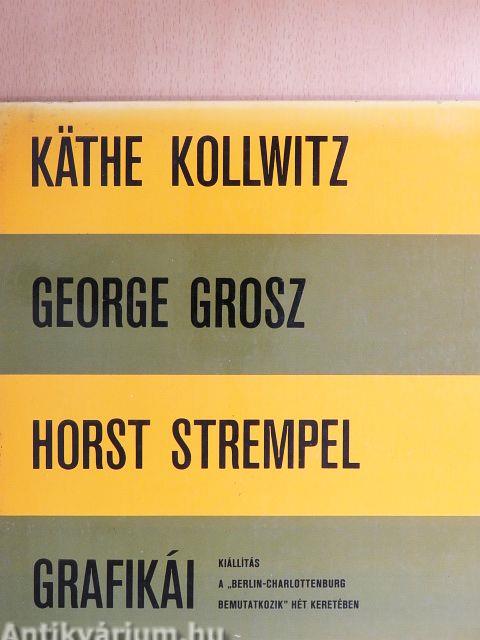 KÄTHE KOLLWITZ
GEORGE GROSZ
HORST STREMPEL
GRAFIKÁI
KIÁLLÍTÁS
A „BERLIN-CHARLOTTENBURG
BEMUTATKOZIK" HÉT KERETÉBEN
Antikvárium.hu